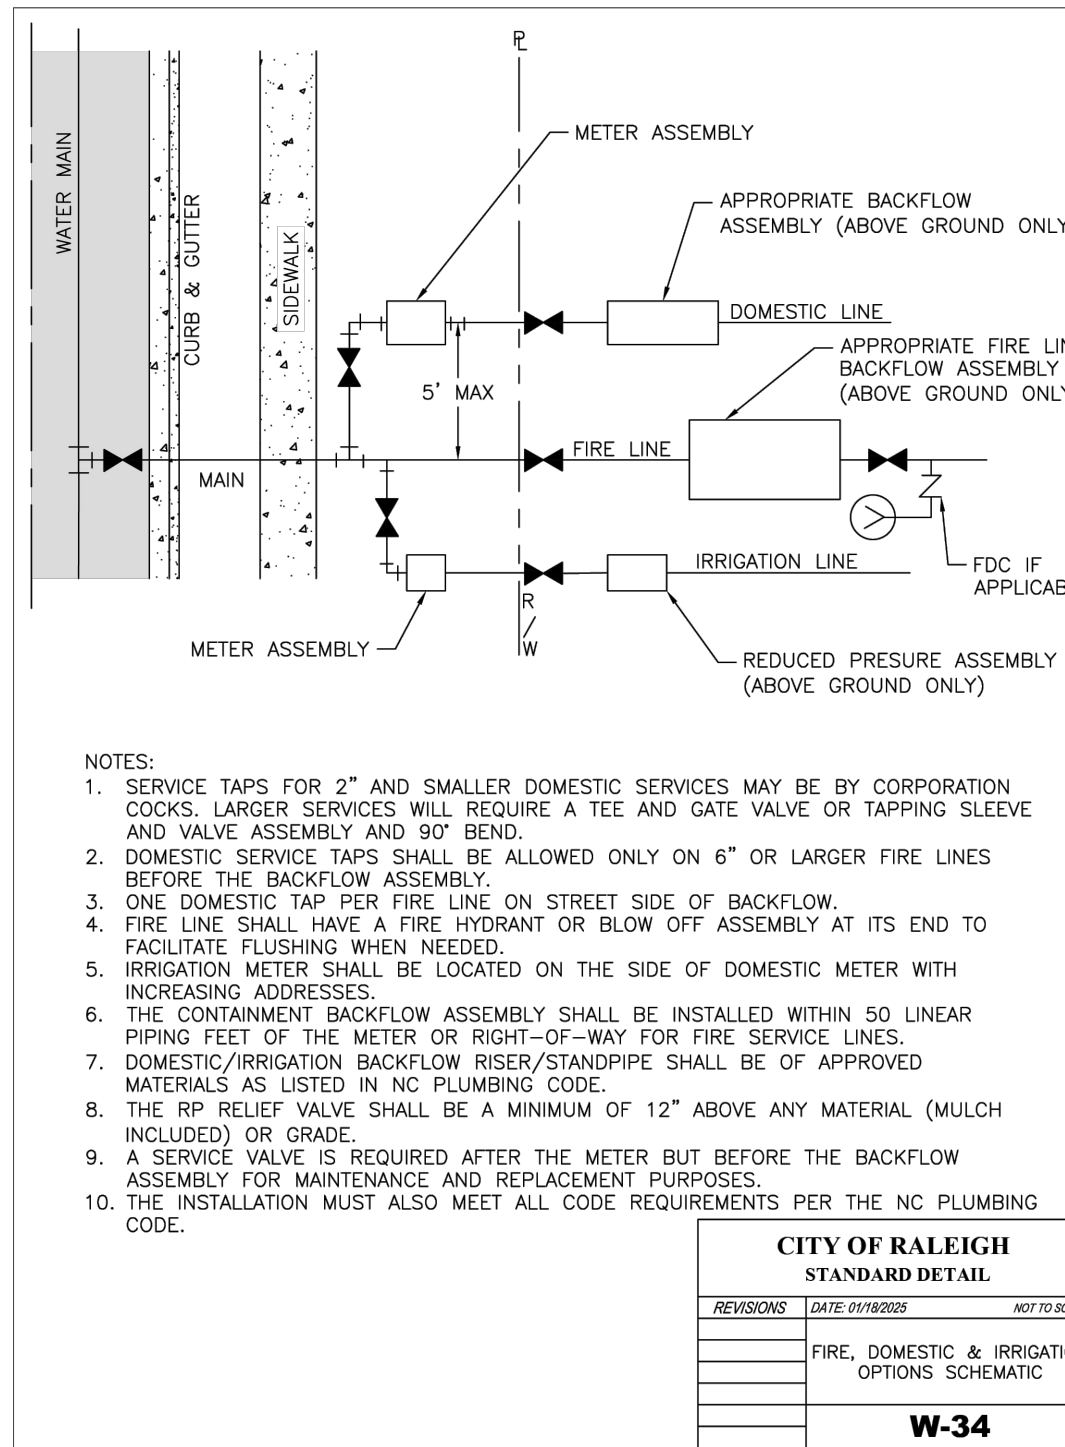 PL
METER ASSEMBLY
APPROPRIATE BACKFLOW
ASSEMBLY (ABOVE GROUND ONLY
WATER MAIN
CURB & GUTTER
SIDEWALK
DOMESTIC LINE
APPROPRIATE FIRE LIN
BACKFLOW ASSEMBLY
(ABOVE GROUND ONLY
5' MAX
FIRE LINE
MAIN
IRRIGATION LINE
FDC IF
APPLICAB
R/W
METER ASSEMBLY
REDUCED PRESURE ASSEMBLY
(ABOVE GROUND ONLY)
NOTES:
1. SERVICE TAPS FOR 2" AND SMALLER DOMESTIC SERVICES MAY BE BY CORPORATION
COCKS. LARGER SERVICES WILL REQUIRE A TEE AND GATE VALVE OR TAPPING SLEEVE
AND VALVE ASSEMBLY AND 90° BEND.
2. DOMESTIC SERVICE TAPS SHALL BE ALLOWED ONLY ON 6" OR LARGER FIRE LINES
BEFORE THE BACKFLOW ASSEMBLY.
3. ONE DOMESTIC TAP PER FIRE LINE ON STREET SIDE OF BACKFLOW.
4. FIRE LINE SHALL HAVE A FIRE HYDRANT OR BLOW OFF ASSEMBLY AT ITS END TO
FACILITATE FLUSHING WHEN NEEDED.
5. IRRIGATION METER SHALL BE LOCATED ON THE SIDE OF DOMESTIC METER WITH
INCREASING ADDRESSES.
6. THE CONTAINMENT BACKFLOW ASSEMBLY SHALL BE INSTALLED WITHIN 50 LINEAR
PIPING FEET OF THE METER OR RIGHT-OF-WAY FOR FIRE SERVICE LINES.
7. DOMESTIC/IRRIGATION BACKFLOW RISER/STANDPIPE SHALL BE OF APPROVED
MATERIALS AS LISTED IN NC PLUMBING CODE.
8. THE RP RELIEF VALVE SHALL BE A MINIMUM OF 12" ABOVE ANY MATERIAL (MULCH
INCLUDED) OR GRADE.
9. A SERVICE VALVE IS REQUIRED AFTER THE METER BUT BEFORE THE BACKFLOW
ASSEMBLY FOR MAINTENANCE AND REPLACEMENT PURPOSES.
10. THE INSTALLATION MUST ALSO MEET ALL CODE REQUIREMENTS PER THE NC PLUMBING
CODE.
CITY OF RALEIGH
STANDARD DETAIL
REVISIONS DATE: 01/18/2025 NOT TO SC
FIRE, DOMESTIC & IRRIGATI
OPTIONS SCHEMATIC
W-34